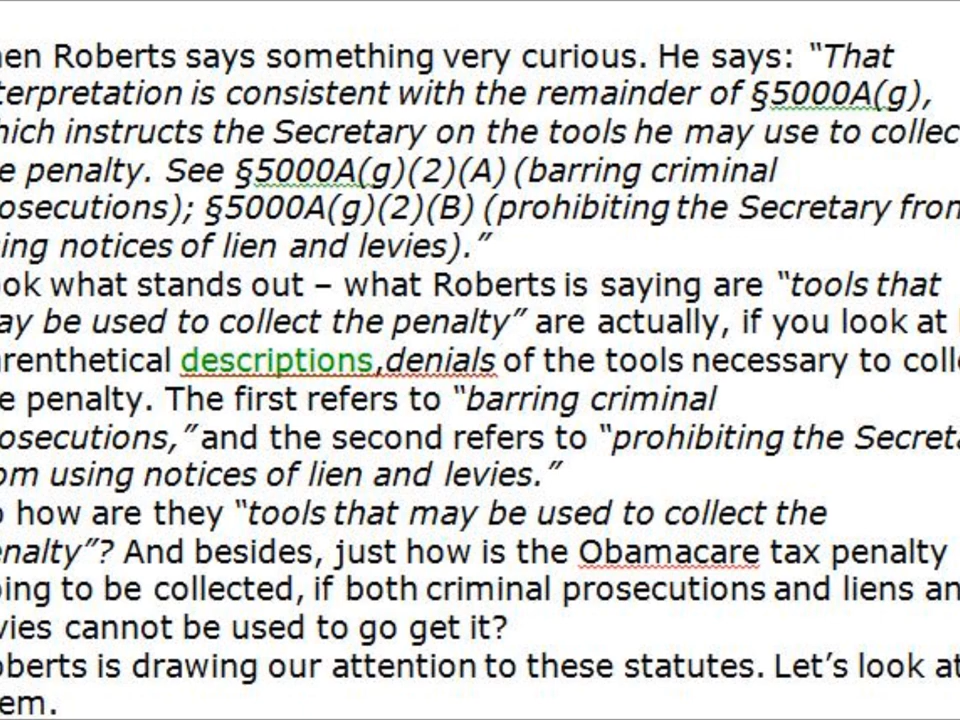 en Roberts says something very curious. He says: “That
terpretation is consistent with the remainder of §5000A(g),
hich instructs the Secretary on the tools he may use to collec
e penalty. See §5000A(g)(2)(A) (barring criminal
osecutions); §5000A(g)(2)(B) (prohibiting the Secretary fron
ing notices of lien and levies).”
ok what stands out – what Roberts is saying are “tools that
ay be used to collect the penalty” are actually, if you look at
renthetical descriptions,denials of the tools necessary to coll
e penalty. The first refers to “barring criminal
osecutions,”and the second refers to “prohibiting the Secreta
om using notices of lien and levies.”
o how are they “tools that may be used to collect the
enalty”? And besides, just how is the Obamacare tax penalty
oing to be collected, if both criminal prosecutions and liens an
vies cannot be used to go get it?
oberts is drawing our attention to these statutes. Let’s look at
em.